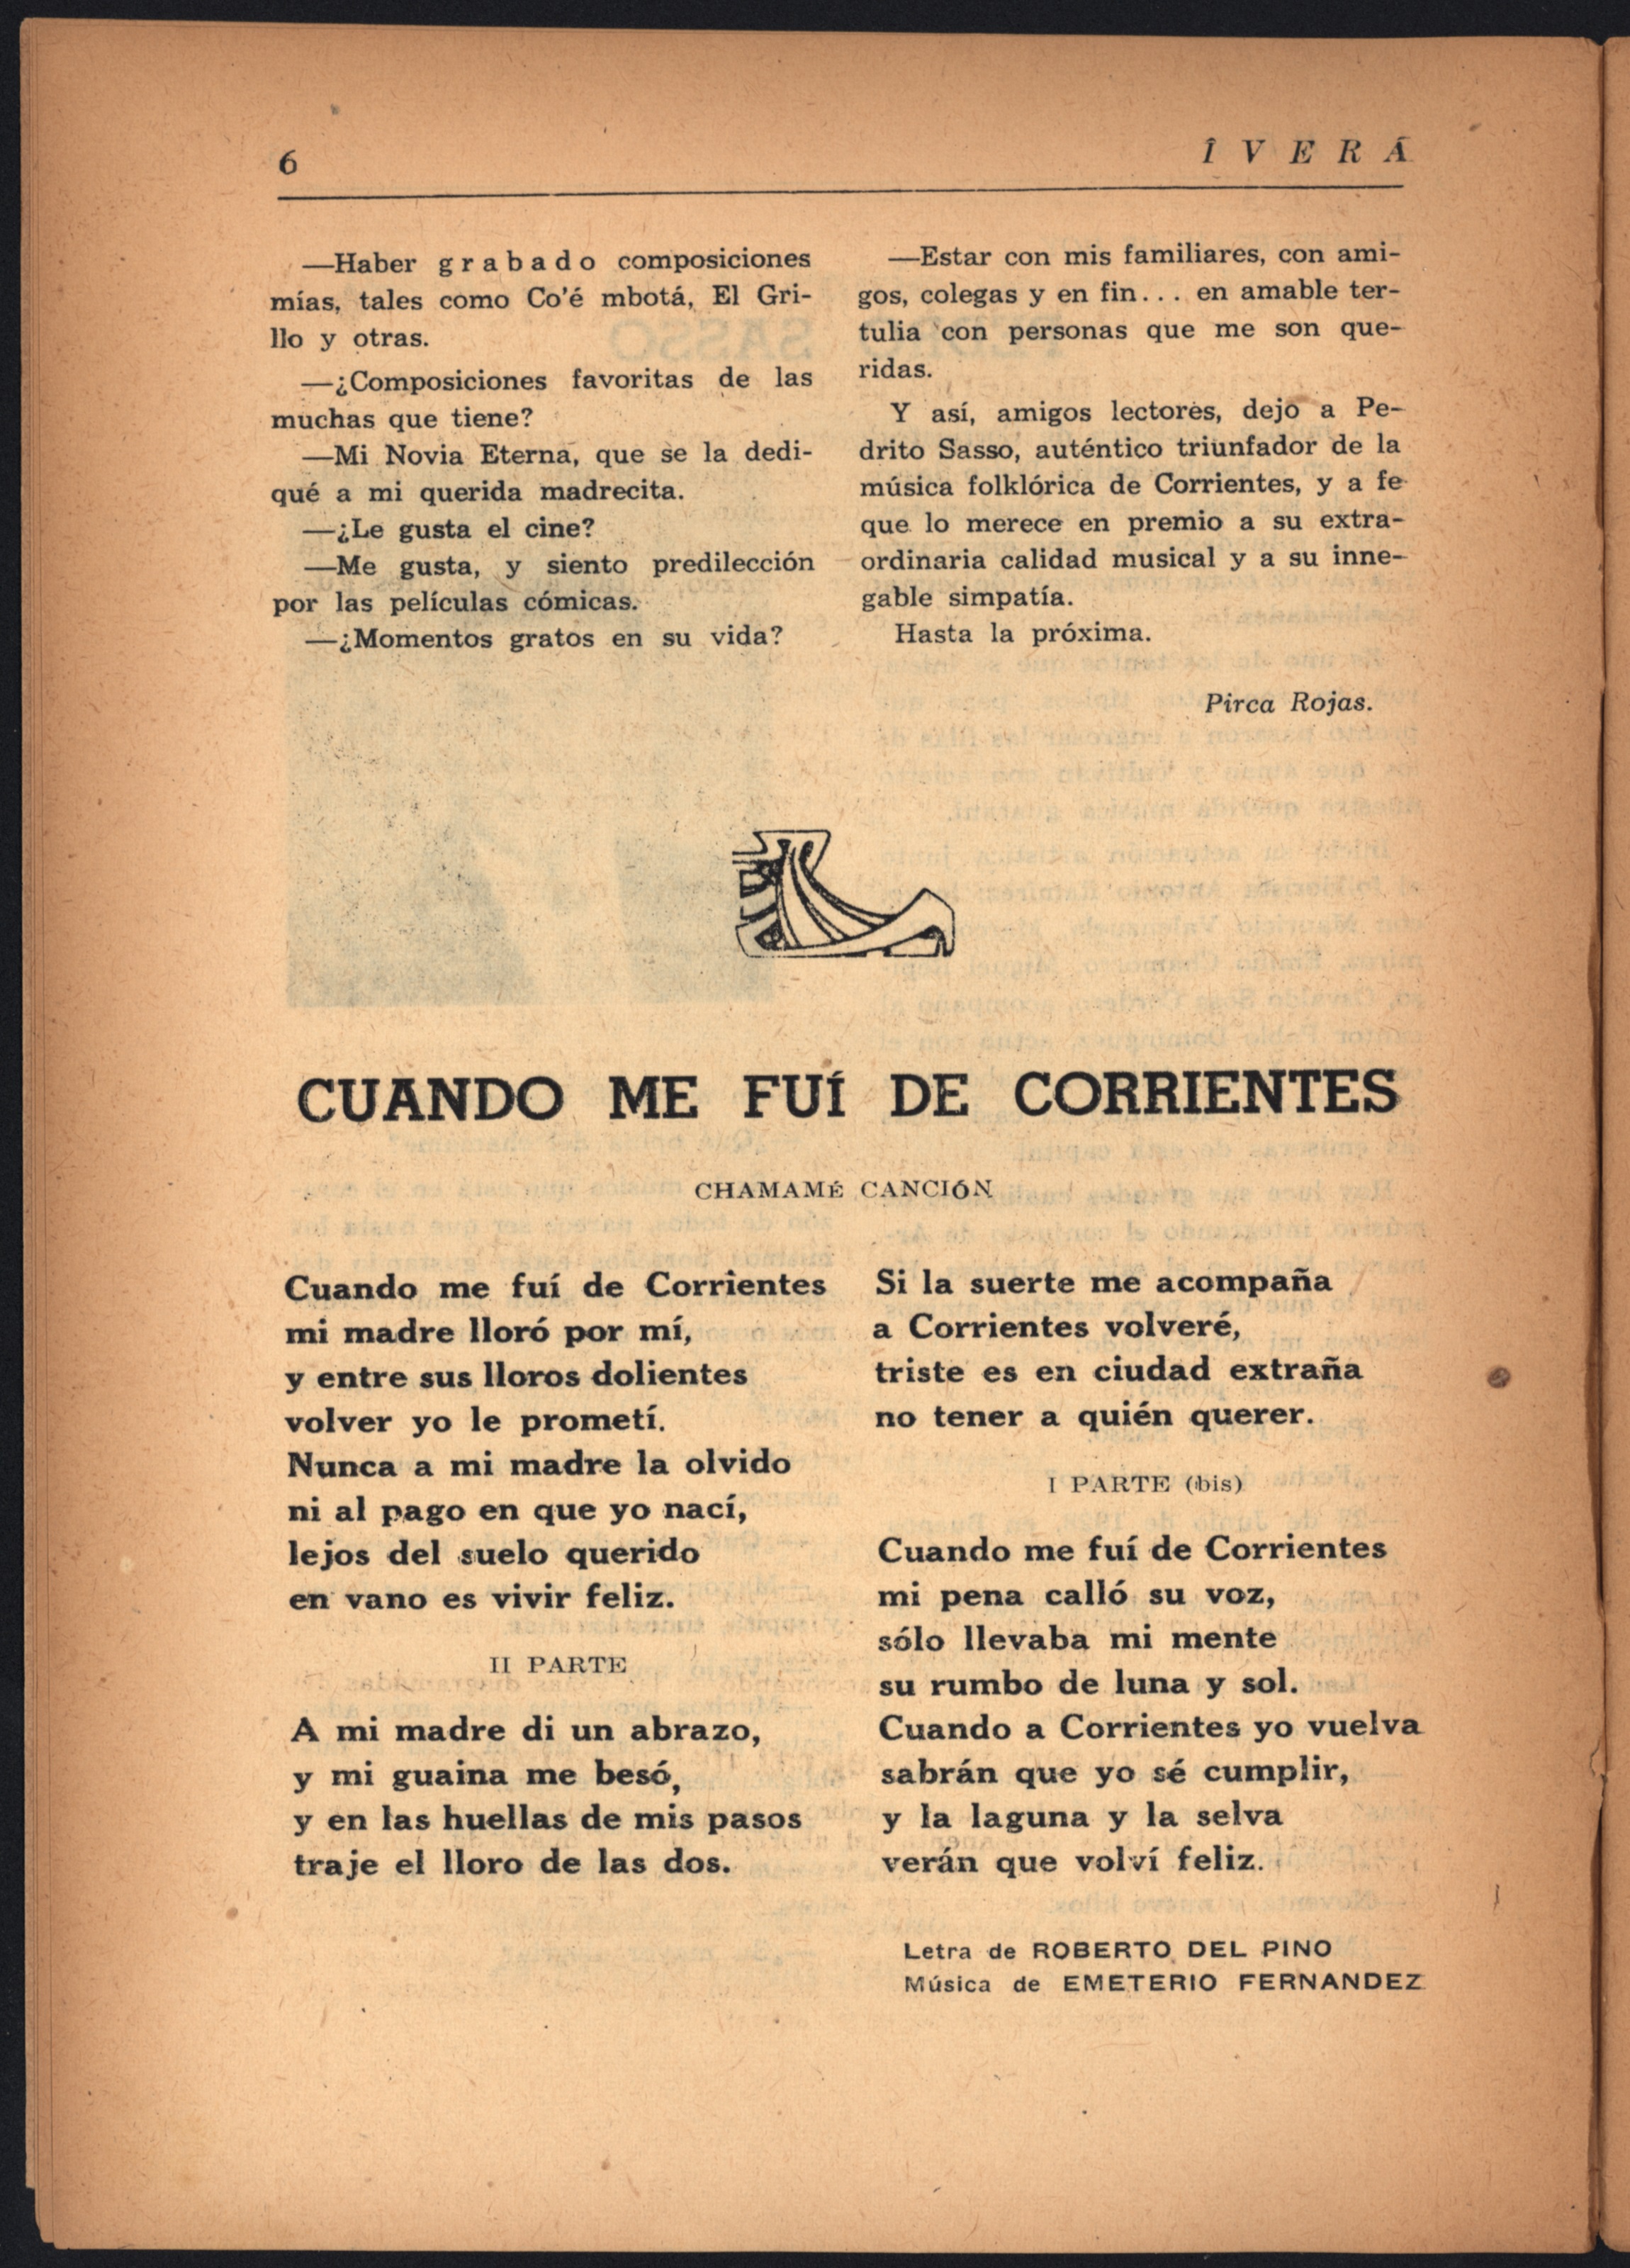 6
Î V E R Á
—Haber grabado composiciones
mías, tales como Co'é mbotá, El Gri-
llo y otras.
—¿Composiciones favoritas de las
muchas que tiene?
—Mi Novia Eterna, que se la dedi-
qué a mi querida madrecita.
—¿Le gusta el cine?
—Me gusta, y siento predilección
por las películas cómicas.
—¿Momentos gratos en su vida?
—Estar con mis familiares, con ami-
gos, colegas y en fin... en amable ter-
tulia con personas que me son que-
ridas.
Y así, amigos lectores, dejo a Pe-
drito Sasso, auténtico triunfador de la
música folklórica de Corrientes, y a fe
que lo merece en premio a su extra-
ordinaria calidad musical y a su inne-
gable simpatía.
Hasta la próxima.
Pirca Rojas.
CUANDO ME FUÍ DE CORRIENTES
CHAMAMÉ CANCIÓN
Cuando me fuí de Corrientes
mi madre lloró por mí,
y entre sus lloros dolientes
volver yo le prometí.
Nunca a mi madre la olvido
ni al pago en que yo nací,
lejos del suelo querido
en vano es vivir feliz.
II PARTE
A mi madre di un abrazo,
y mi guaina me besó,
y en las huellas de mis pasos
traje el lloro de las dos.
Si la suerte me acompaña
a Corrientes volveré,
triste es en ciudad extraña
no tener a quién querer.
I PARTE (bis)
Cuando me fuí de Corrientes
mi pena calló su voz,
sólo llevaba mi mente
su rumbo de luna y sol.
Cuando a Corrientes yo vuelva
sabrán que yo sé cumplir,
y la laguna y la selva
verán que volví feliz.
Letra de ROBERTO DEL PINO
Música de EMETERIO FERNANDEZ